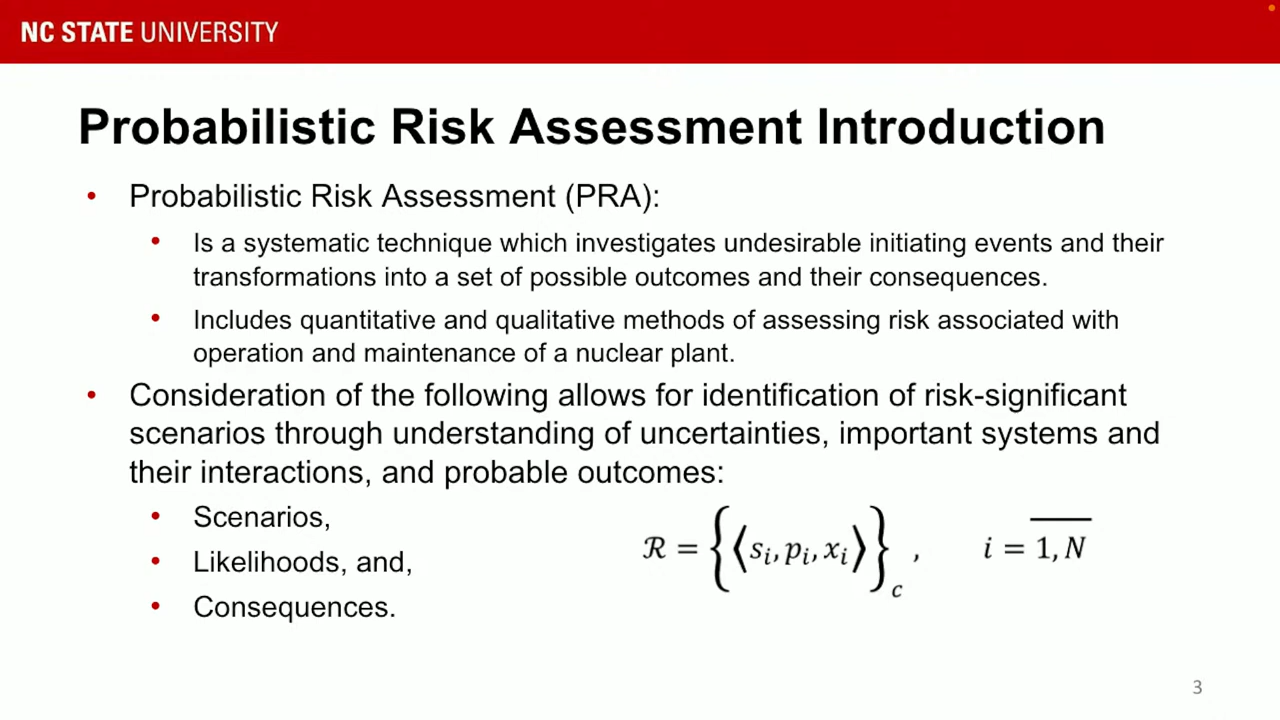 NC STATE UNIVERSITY
Probabilistic Risk Assessment Introduction
• Probabilistic Risk Assessment (PRA):
• Is a systematic technique which investigates undesirable initiating events and their
transformations into a set of possible outcomes and their consequences.
• Includes quantitative and qualitative methods of assessing risk associated with
operation and maintenance of a nuclear plant.
• Consideration of the following allows for identification of risk-significant
scenarios through understanding of uncertainties, important systems and
their interactions, and probable outcomes:
• Scenarios,
• Likelihoods, and,
• Consequences.
ℛ = {⟨sᵢ, pᵢ, xᵢ⟩}_c , i = \overline{1, N}
3